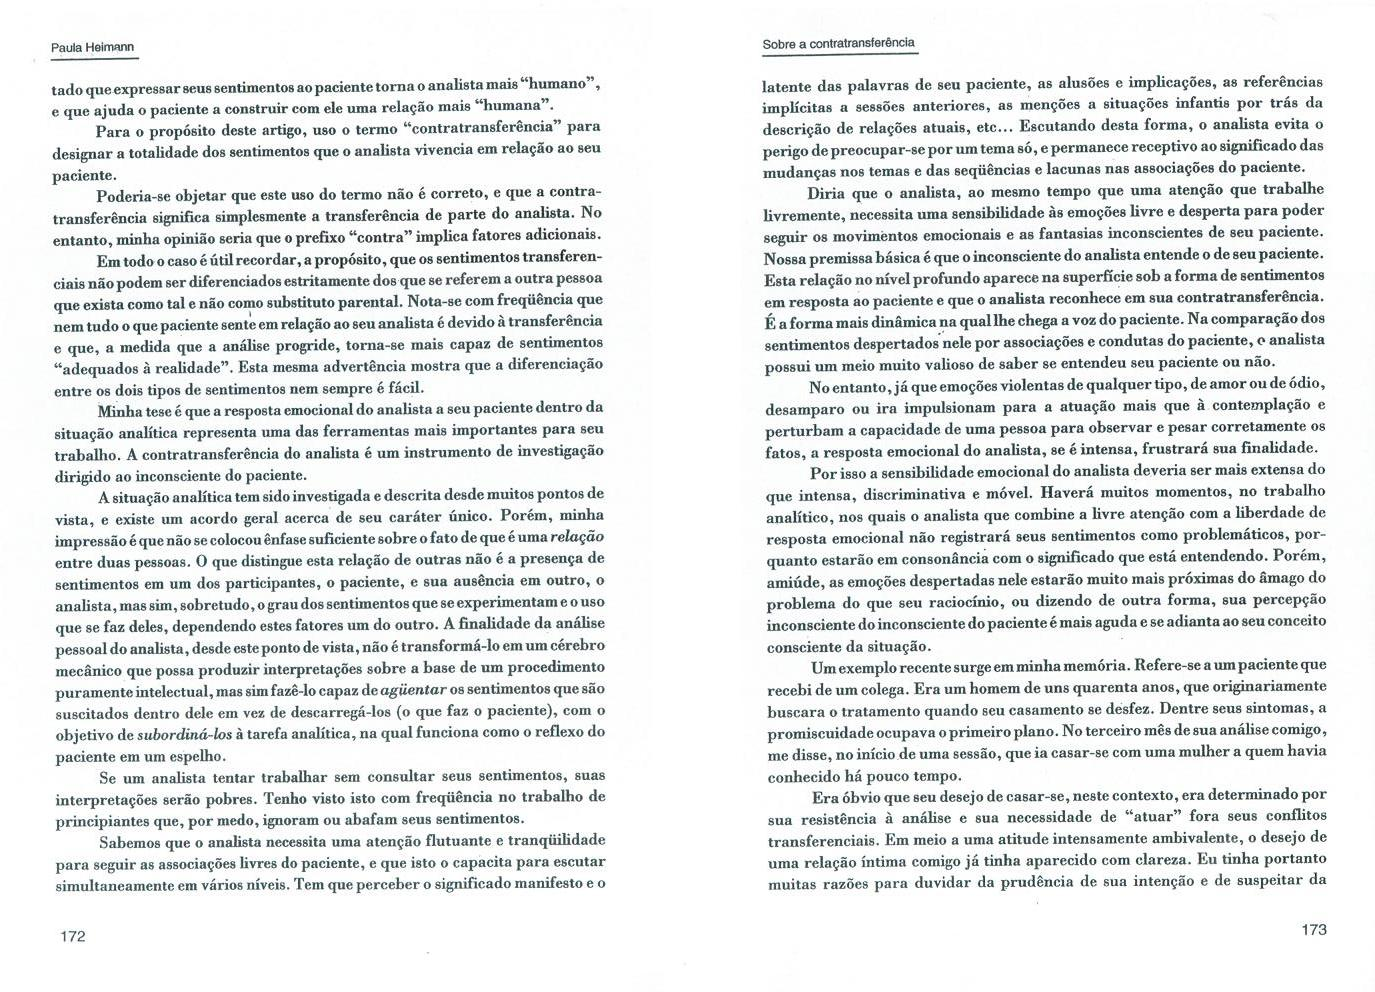 Paula Heimann
tado que expressar seus sentimentos ao paciente torna o analista mais “humano”,
e que ajuda o paciente a construir com ele uma relação mais “humana”.
Para o propósito deste artigo, uso o termo “contratransferência” para
designar a totalidade dos sentimentos que o analista vivencia em relação ao seu
paciente.
Poderia-se objetar que este uso do termo não é correto, e que a contra-
transferência significa simplesmente a transferência de parte do analista. No
entanto, minha opinião seria que o prefixo “contra” implica fatores adicionais.
Em todo o caso é útil recordar, a propósito, que os sentimentos transferen-
ciais não podem ser diferenciados estritamente dos que se referem a outra pessoa
que exista como tal e não como substituto parental. Nota-se com freqüência que
nem tudo o que paciente sente em relação ao seu analista é devido à transferência
e que, a medida que a análise progride, torna-se mais capaz de sentimentos
“adequados à realidade”. Esta mesma advertência mostra que a diferenciação
entre os dois tipos de sentimentos nem sempre é fácil.
Minha tese é que a resposta emocional do analista a seu paciente dentro da
situação analítica representa uma das ferramentas mais importantes para seu
trabalho. A contratransferência do analista é um instrumento de investigação
dirigido ao inconsciente do paciente.
A situação analítica tem sido investigada e descrita desde muitos pontos de
vista, e existe um acordo geral acerca de seu caráter único. Porém, minha
impressão é que não se colocou ênfase suficiente sobre o fato de que é uma relação
entre duas pessoas. O que distingue esta relação de outras não é a presença de
sentimentos em um dos participantes, o paciente, e sua ausência em outro, o
analista, mas sim, sobretudo, o grau dos sentimentos que se experimentam e o uso
que se faz deles, dependendo estes fatores um do outro. A finalidade da análise
pessoal do analista, desde este ponto de vista, não é transformá-lo em um cérebro
mecânico que possa produzir interpretações sobre a base de um procedimento
puramente intelectual, mas sim fazê-lo capaz de agüentar os sentimentos que são
suscitados dentro dele em vez de descarregá-los (o que faz o paciente), com o
objetivo de subordiná-los à tarefa analítica, na qual funciona como o reflexo do
paciente em um espelho.
Se um analista tentar trabalhar sem consultar seus sentimentos, suas
interpretações serão pobres. Tenho visto isto com freqüência no trabalho de
principiantes que, por medo, ignoram ou abafam seus sentimentos.
Sabemos que o analista necessita uma atenção flutuante e tranqüilidade
para seguir as associações livres do paciente, e que isto o capacita para escutar
simultaneamente em vários níveis. Tem que perceber o significado manifesto e o
172
Sobre a contratransferência
latente das palavras de seu paciente, as alusões e implicações, as referências
implícitas a sessões anteriores, as menções a situações infantis por trás da
descrição de relações atuais, etc... Escutando desta forma, o analista evita o
perigo de preocupar-se por um tema só, e permanece receptivo ao significado das
mudanças nos temas e das seqüências e lacunas nas associações do paciente.
Diria que o analista, ao mesmo tempo que uma atenção que trabalhe
livremente, necessita uma sensibilidade às emoções livre e desperta para poder
seguir os movimentos emocionais e as fantasias inconscientes de seu paciente.
Nossa premissa básica é que o inconsciente do analista entende o de seu paciente.
Esta relação no nível profundo aparece na superfície sob a forma de sentimentos
em resposta ao paciente e que o analista reconhece em sua contratransferência.
É a forma mais dinâmica na qual lhe chega a voz do paciente. Na comparação dos
sentimentos despertados nele por associações e condutas do paciente, o analista
possui um meio muito valioso de saber se entendeu seu paciente ou não.
No entanto, já que emoções violentas de qualquer tipo, de amor ou de ódio,
desamparo ou ira impulsionam para a atuação mais que à contemplação e
perturbam a capacidade de uma pessoa para observar e pesar corretamente os
fatos, a resposta emocional do analista, se é intensa, frustrará sua finalidade.
Por isso a sensibilidade emocional do analista deveria ser mais extensa do
que intensa, discriminativa e móvel. Haverá muitos momentos, no trabalho
analítico, nos quais o analista que combine a livre atenção com a liberdade de
resposta emocional não registrará seus sentimentos como problemáticos, por-
quanto estarão em consonância com o significado que está entendendo. Porém,
amiúde, as emoções despertadas nele estarão muito mais próximas do âmago do
problema do que seu raciocínio, ou dizendo de outra forma, sua percepção
inconsciente do inconsciente do paciente é mais aguda e se adianta ao seu conceito
consciente da situação.
Um exemplo recente surge em minha memória. Refere-se a um paciente que
recebi de um colega. Era um homem de uns quarenta anos, que originariamente
buscara o tratamento quando seu casamento se desfez. Dentre seus sintomas, a
promiscuidade ocupava o primeiro plano. No terceiro mês de sua análise comigo,
me disse, no início de uma sessão, que ia casar-se com uma mulher a quem havia
conhecido há pouco tempo.
Era óbvio que seu desejo de casar-se, neste contexto, era determinado por
sua resistência à análise e sua necessidade de “atuar” fora seus conflitos
transferenciais. Em meio a uma atitude intensamente ambivalente, o desejo de
uma relação íntima comigo já tinha aparecido com clareza. Eu tinha portanto
muitas razões para duvidar da prudência de sua intenção e de suspeitar da
173